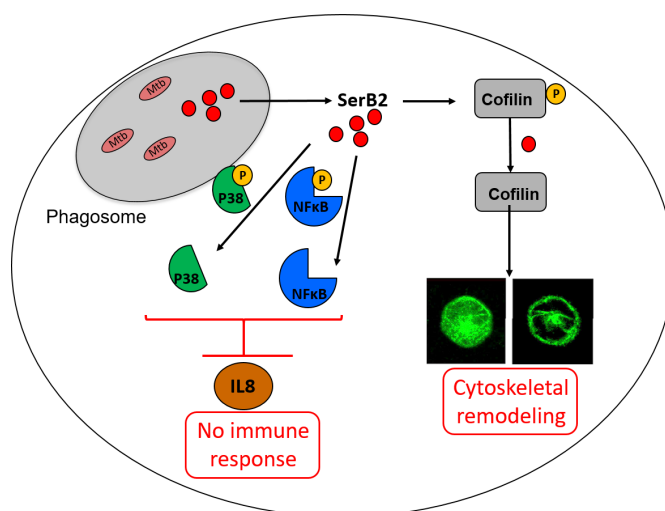 Mtb
Mtb
Mtb
Phagosome
SerB2
Cofilin
P
Cofilin
P
P38
P
NFκB
P38
NFκB
IL8
No immune
response
Cytoskeletal
remodeling